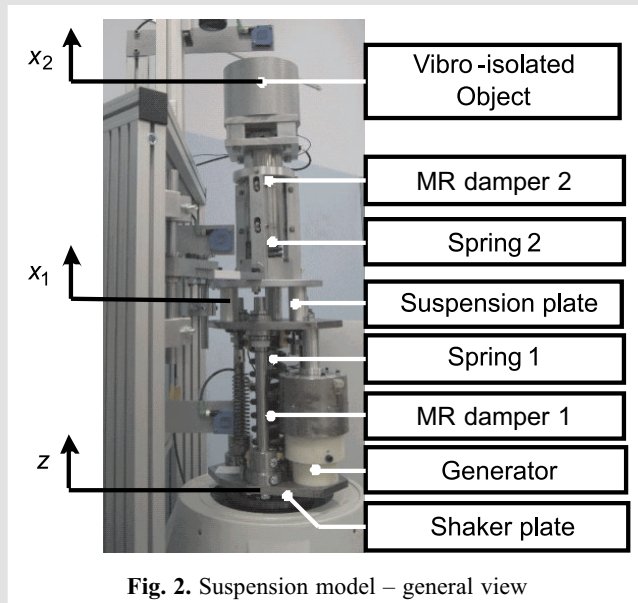 x2
Vibro-isolated
Object
MR damper 2
Spring 2
x1
Suspension plate
Spring 1
MR damper 1
z
Generator
Shaker plate
Fig. 2. Suspension model – general view